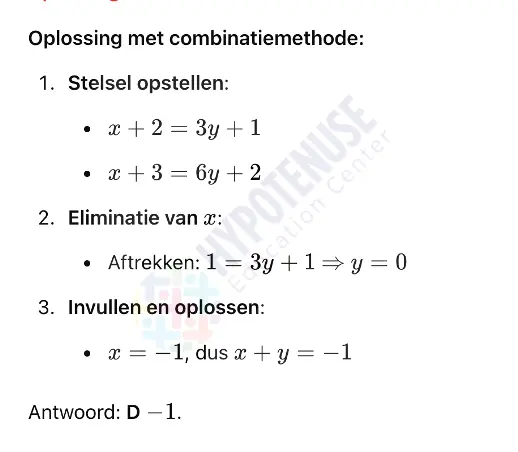 Oplossing met combinatiemethode:
1. Stelsel opstellen:
• x + 2 = 3y + 1
• x + 3 = 6y + 2
2. Eliminatie van x:
• Aftrekken: 1 = 3y + 1 ⇒ y = 0
3. Invullen en oplossen:
• x = −1, dus x + y = −1
Antwoord: D −1.
HYPOTENUSE
Education Center